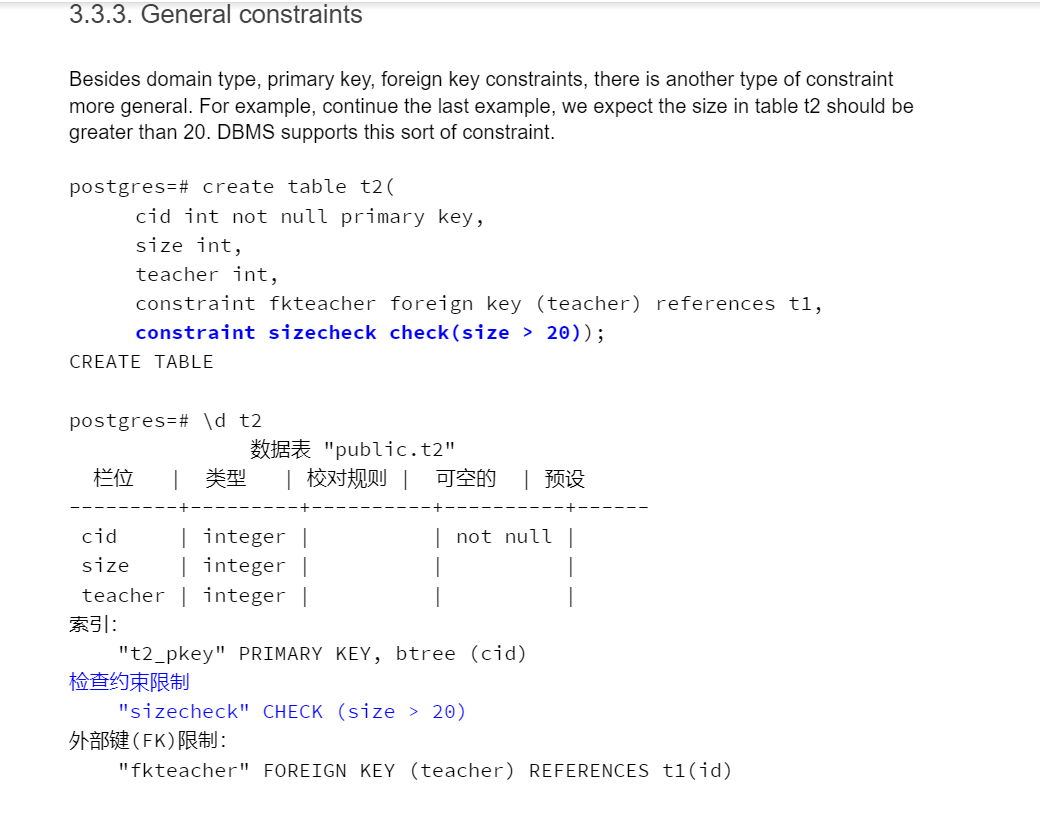 3.3.3. General constraints
Besides domain type, primary key, foreign key constraints, there is another type of constraint
more general. For example, continue the last example, we expect the size in table t2 should be
greater than 20. DBMS supports this sort of constraint.
postgres=# create table t2(
cid int not null primary key,
size int,
teacher int,
constraint fkteacher foreign key (teacher) references t1,
constraint sizecheck check(size > 20));
CREATE TABLE
postgres=# \d t2
数据表 "public.t2"
栏位 | 类型 | 校对规则 | 可空的 | 预设
---------+---------+----------+----------+------
cid | integer | | not null |
size | integer | | |
teacher | integer | | |
索引:
"t2_pkey" PRIMARY KEY, btree (cid)
检查约束限制
"sizecheck" CHECK (size > 20)
外部键(FK)限制:
"fkteacher" FOREIGN KEY (teacher) REFERENCES t1(id)